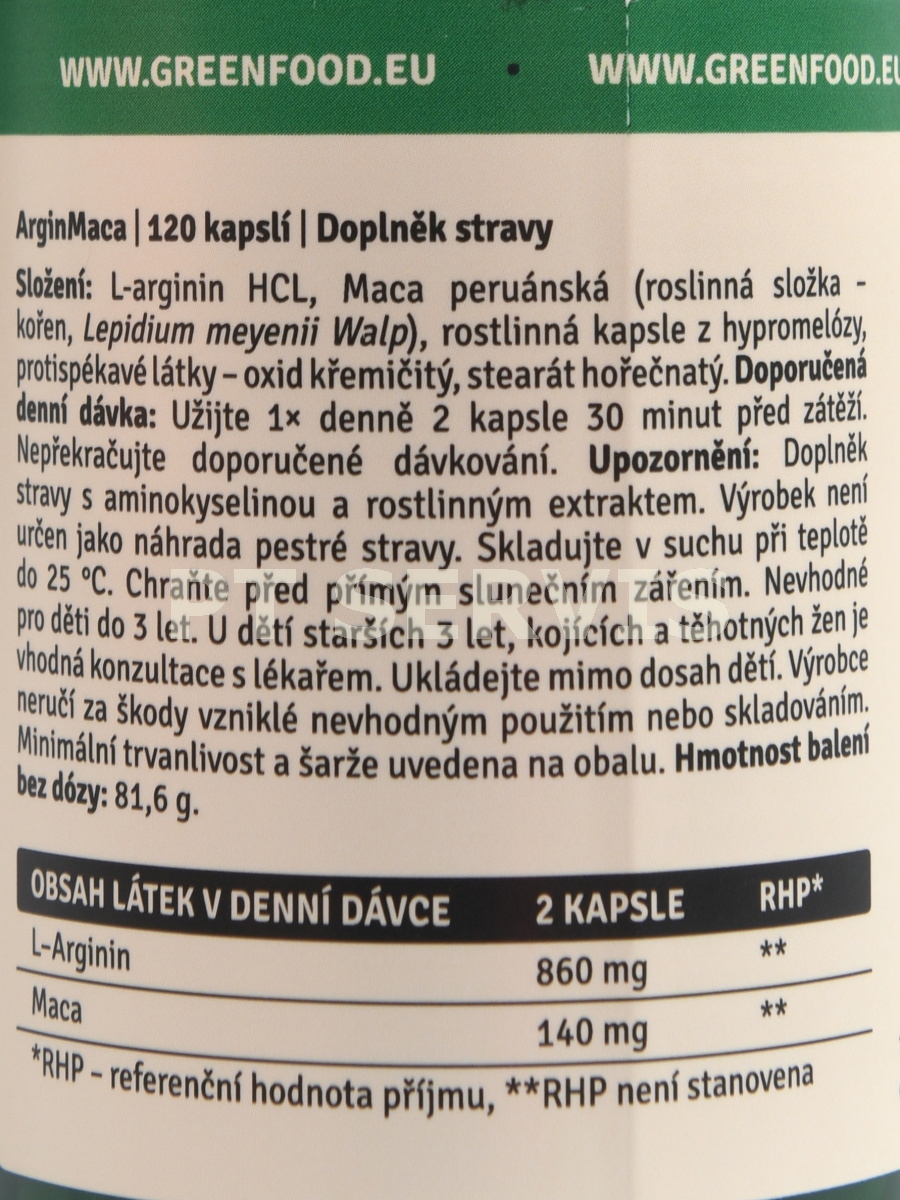 WWW.GREENFOOD.EU • WWW.GREENFOOD.EU
ArginMaca | 120 kapslí | Doplněk stravy
Složení: L-arginin HCL, Maca peruánská (roslinná složka -
kořen, Lepidium meyenii Walp), rostlinná kapsle z hypromelózy,
protispékavé látky – oxid křemičitý, stearát hořečnatý. Doporučená
denní dávka: Užijte 1× denně 2 kapsle 30 minut před zátěží.
Nepřekračujte doporučené dávkování. Upozornění: Doplněk
stravy s aminokyselinou a rostlinným extraktem. Výrobek není
určen jako náhrada pestré stravy. Skladujte v suchu při teplotě
do 25 °C. Chraňte před přímým slunečním zářením. Nevhodné
pro děti do 3 let. U dětí starších 3 let, kojících a těhotných žen je
vhodná konzultace s lékařem. Ukládejte mimo dosah dětí. Výrobce
neručí za škody vzniklé nevhodným použitím nebo skladováním.
Minimální trvanlivost a šarže uvedena na obalu. Hmotnost balení
bez dózy: 81,6 g.
PT SERVIS
OBSAH LÁTEK V DENNÍ DÁVCE 2 KAPSLE RHP*
L-Arginin 860 mg **
Maca 140 mg **
*RHP – referenční hodnota příjmu, **RHP není stanovena